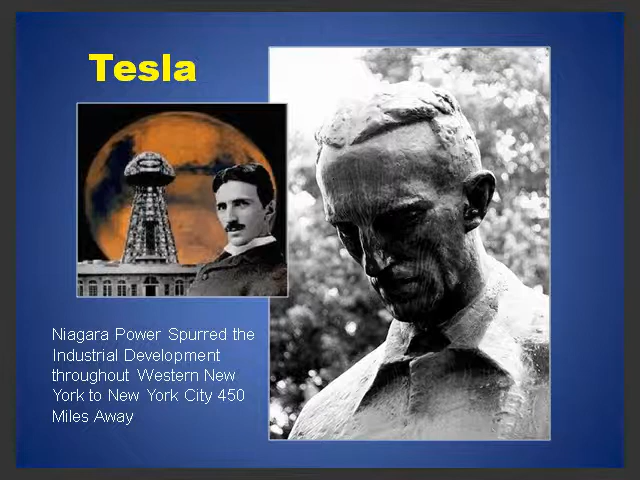 Tesla
Niagara Power Spurred the
Industrial Development
throughout Western New
York to New York City 450
Miles Away